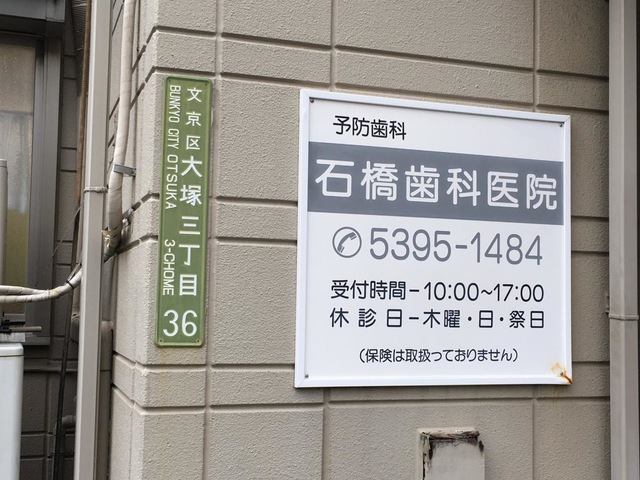 文京区大塚三丁目
BUNKYO CITY OTSUKA 3-CHOME
36
予防歯科
石橋歯科医院
5395-1484
受付時間－10:00～17:00
休診日－木曜・日・祭日
（保険は取扱っておりません）